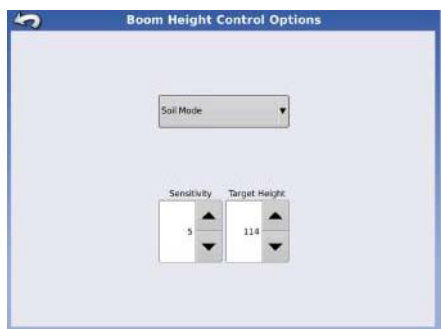 Boom Height Control Options
Soil Mode
Sensitivity Target Height
5 114